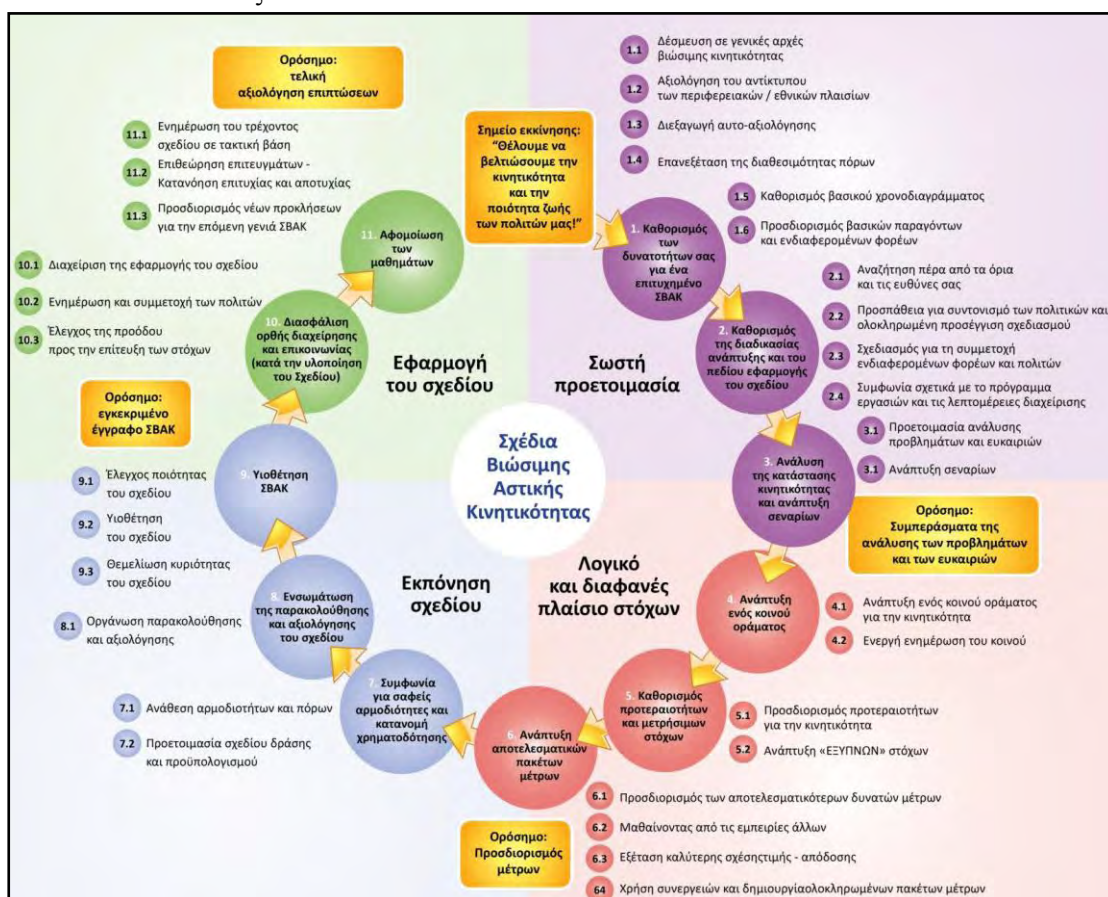 Ορόσημο:
τελική
αξιολόγηση επιπτώσεων
11.1 Ενημέρωση του τρέχοντος
σχεδίου σε τακτική βάση
11.2 Επιθεώρηση επιτευγμάτων -
Κατανόηση επιτυχίας και αποτυχίας
11.3 Προσδιορισμός νέων προκλήσεων
για την επόμενη γενιά ΣΒΑΚ
Σημείο εκκίνησης:
“Θέλουμε να
βελτιώσουμε την
κινητικότητα
και την
ποιότητα ζωής
των πολιτών μας!”
1.1 Δέσμευση σε γενικές αρχές
βιώσιμης κινητικότητας
1.2 Αξιολόγηση του αντίκτυπου
των περιφερειακών / εθνικών πλαισίων
1.3 Διεξαγωγή αυτο-αξιολόγησης
1.4 Επανεξέταση της διαθεσιμότητας πόρων
1.5 Καθορισμός βασικού χρονοδιαγράμματος
1.6 Προσδιορισμός βασικών παραγόντων
και ενδιαφερομένων φορέων
1. Καθορισμός
των
δυνατοτήτων σας
για ένα
επιτυχημένο
ΣΒΑΚ
2.1 Αναζήτηση πέρα από τα όρια
και τις ευθύνες σας
2.2 Προσπάθεια για συντονισμό των πολιτικών και
ολοκληρωμένη προσέγγιση σχεδιασμού
2.3 Σχεδιασμός για τη συμμετοχή
ενδιαφερομένων φορέων και πολιτών
2.4 Συμφωνία σχετικά με το πρόγραμμα
εργασιών και τις λεπτομέρειες διαχείρισης
2. Καθορισμός
της διαδικασίας
ανάπτυξης και του
πεδίου εφαρμογής
του σχεδίου
3.1 Προετοιμασία ανάλυσης
προβλημάτων και ευκαιριών
3.1 Ανάπτυξη σεναρίων
3. Ανάλυση
της κατάστασης
κινητικότητας
και ανάπτυξη
σεναρίων
Ορόσημο:
Συμπεράσματα της
ανάλυσης των προβλημάτων
και των ευκαιριών
11. Αφομοίωση
των
μαθημάτων
10.1 Διαχείριση της εφαρμογής του σχεδίου
10.2 Ενημέρωση και συμμετοχή των πολιτών
10.3 Έλεγχος της προόδου
προς την επίτευξη των στόχων
10. Διασφάλιση
ορθής διαχείρησης
και επικοινωνίας
(κατά την υλοποίηση
του Σχεδίου)
Εφαρμογή
του σχεδίου
Σωστή
προετοιμασία
Σχέδια
Βιώσιμης
Αστικής
Κινητικότητας
Ορόσημο:
εγκεκριμένο
έγγραφο ΣΒΑΚ
9.1 Έλεγχος ποιότητας
του σχεδίου
9.2 Υιοθέτηση
του σχεδίου
9.3 Θεμελίωση κυριότητας
του σχεδίου
9. Υιοθέτηση
ΣΒΑΚ
Εκπόνηση
σχεδίου
Λογικό
και διαφανές
πλαίσιο στόχων
8. Ενσωμάτωση
της παρακολούθησης
και αξιολόγησης
του σχεδίου
8.1 Οργάνωση παρακολούθησης
και αξιολόγησης
4. Ανάπτυξη
ενός κοινού
οράματος
4.1 Ανάπτυξη ενός κοινού οράματος
για την κινητικότητα
4.2 Ενεργή ενημέρωση του κοινού
7. Συμφωνία
για σαφείς
αρμοδιότητες και
κατανομή
χρηματοδότησης
7.1 Ανάθεση αρμοδιοτήτων και πόρων
7.2 Προετοιμασία σχεδίου δράσης
και προϋπολογισμού
5. Καθορισμός
προτεραιοτήτων
και μετρήσιμων
στόχων
5.1 Προσδιορισμός προτεραιοτήτων
για την κινητικότητα
5.2 Ανάπτυξη «ΕΞΥΠΝΩΝ» στόχων
6. Ανάπτυξη
αποτελεσματικών
πακέτων
μέτρων
Ορόσημο:
Προσδιορισμός
μέτρων
6.1 Προσδιορισμός των αποτελεσματικότερων δυνατών μέτρων
6.2 Μαθαίνοντας από τις εμπειρίες άλλων
6.3 Εξέταση καλύτερης σχέσηςτιμής - απόδοσης
64 Χρήση συνεργειών και δημιουργίαολοκληρωμένων πακέτων μέτρων